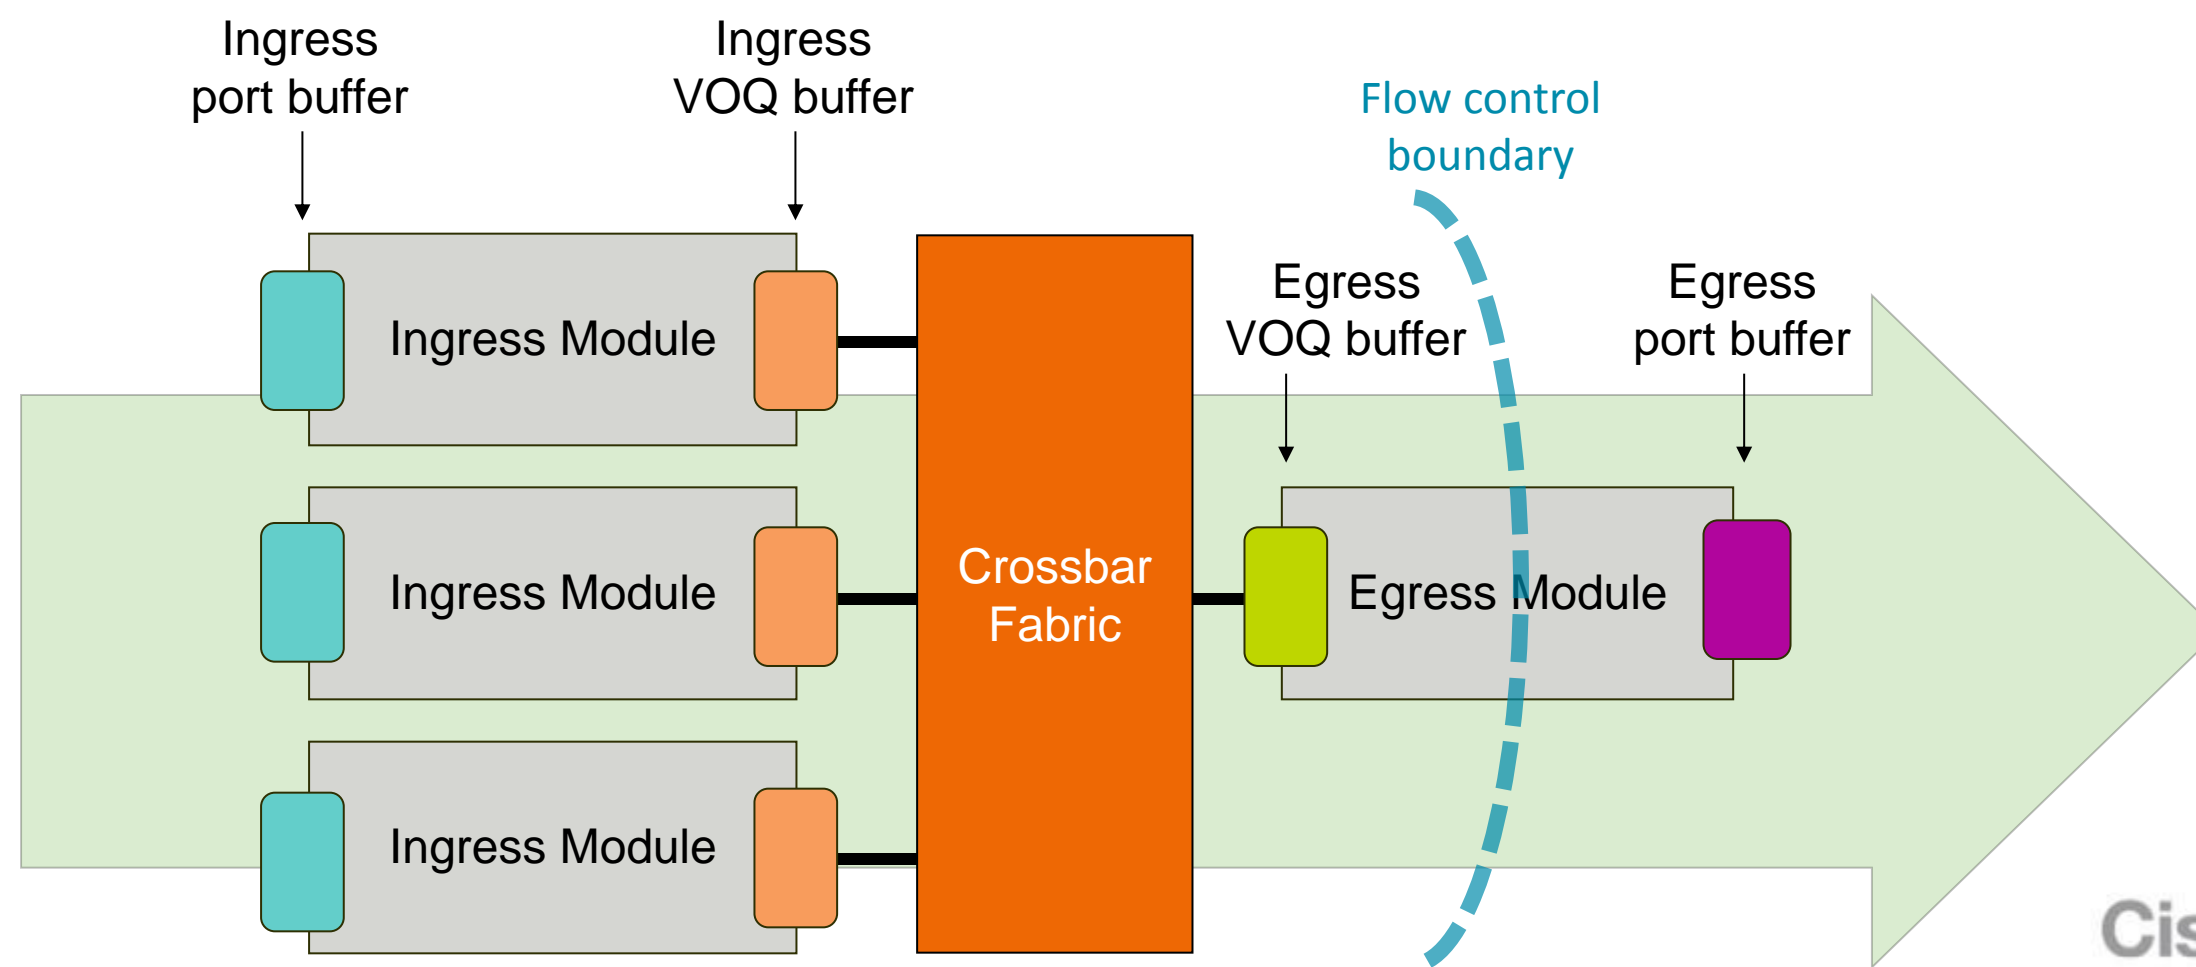 Ingress
port buffer
Ingress
VOQ buffer
Flow control
boundary
Egress
VOQ buffer
Egress
port buffer
Ingress Module
Ingress Module
Ingress Module
Crossbar
Fabric
Egress Module